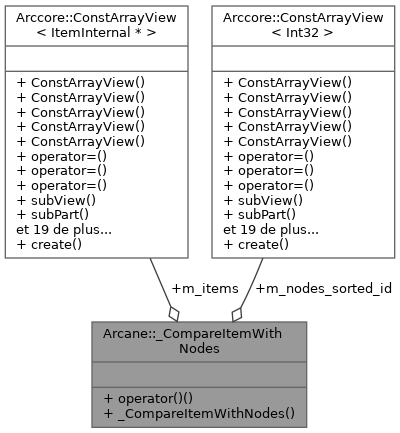 Arccore::ConstArrayView
< ItemInternal * >
+ ConstArrayView()
+ ConstArrayView()
+ ConstArrayView()
+ ConstArrayView()
+ ConstArrayView()
+ operator=()
+ operator=()
+ operator=()
+ subView()
+ subPart()
et 19 de plus...
+ create()
Arccore::ConstArrayView
< Int32 >
+ ConstArrayView()
+ ConstArrayView()
+ ConstArrayView()
+ ConstArrayView()
+ ConstArrayView()
+ operator=()
+ operator=()
+ operator=()
+ subView()
+ subPart()
et 19 de plus...
+ create()
+m_items
+m_nodes_sorted_id
Arcane::_CompareItemWith
Nodes
+ operator()()
+ _CompareItemWithNodes()